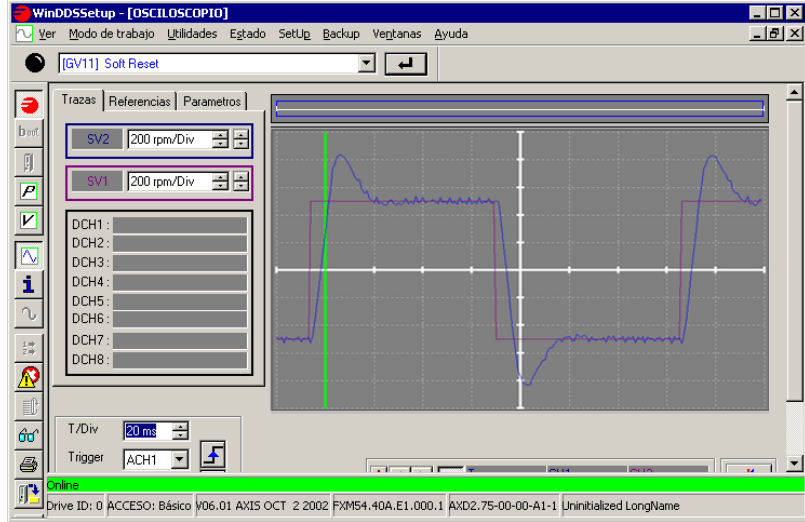 WinDDSSetup - [OSCILOSCOPIO]
Ver Modo de trabajo Utilidades Estado SetUp Backup Ventanas Ayuda
[GV11] Soft Reset
Trazas Referencias Parametros
boot
SV2 200 rpm/Div
SV1 200 rpm/Div
P
V
DCH1 :
DCH2 :
DCH3 :
DCH4 :
DCH5 :
DCH6 :
DCH7 :
DCH8 :
i
T/Div 20 ms
Trigger ACH1
Online
Drive ID: 0 ACCESO: Básico V06.01 AXIS OCT 2 2002 FXM54.40A.E1.000.1 AXD2.75-00-00-A1-1 Uninitialized LongName